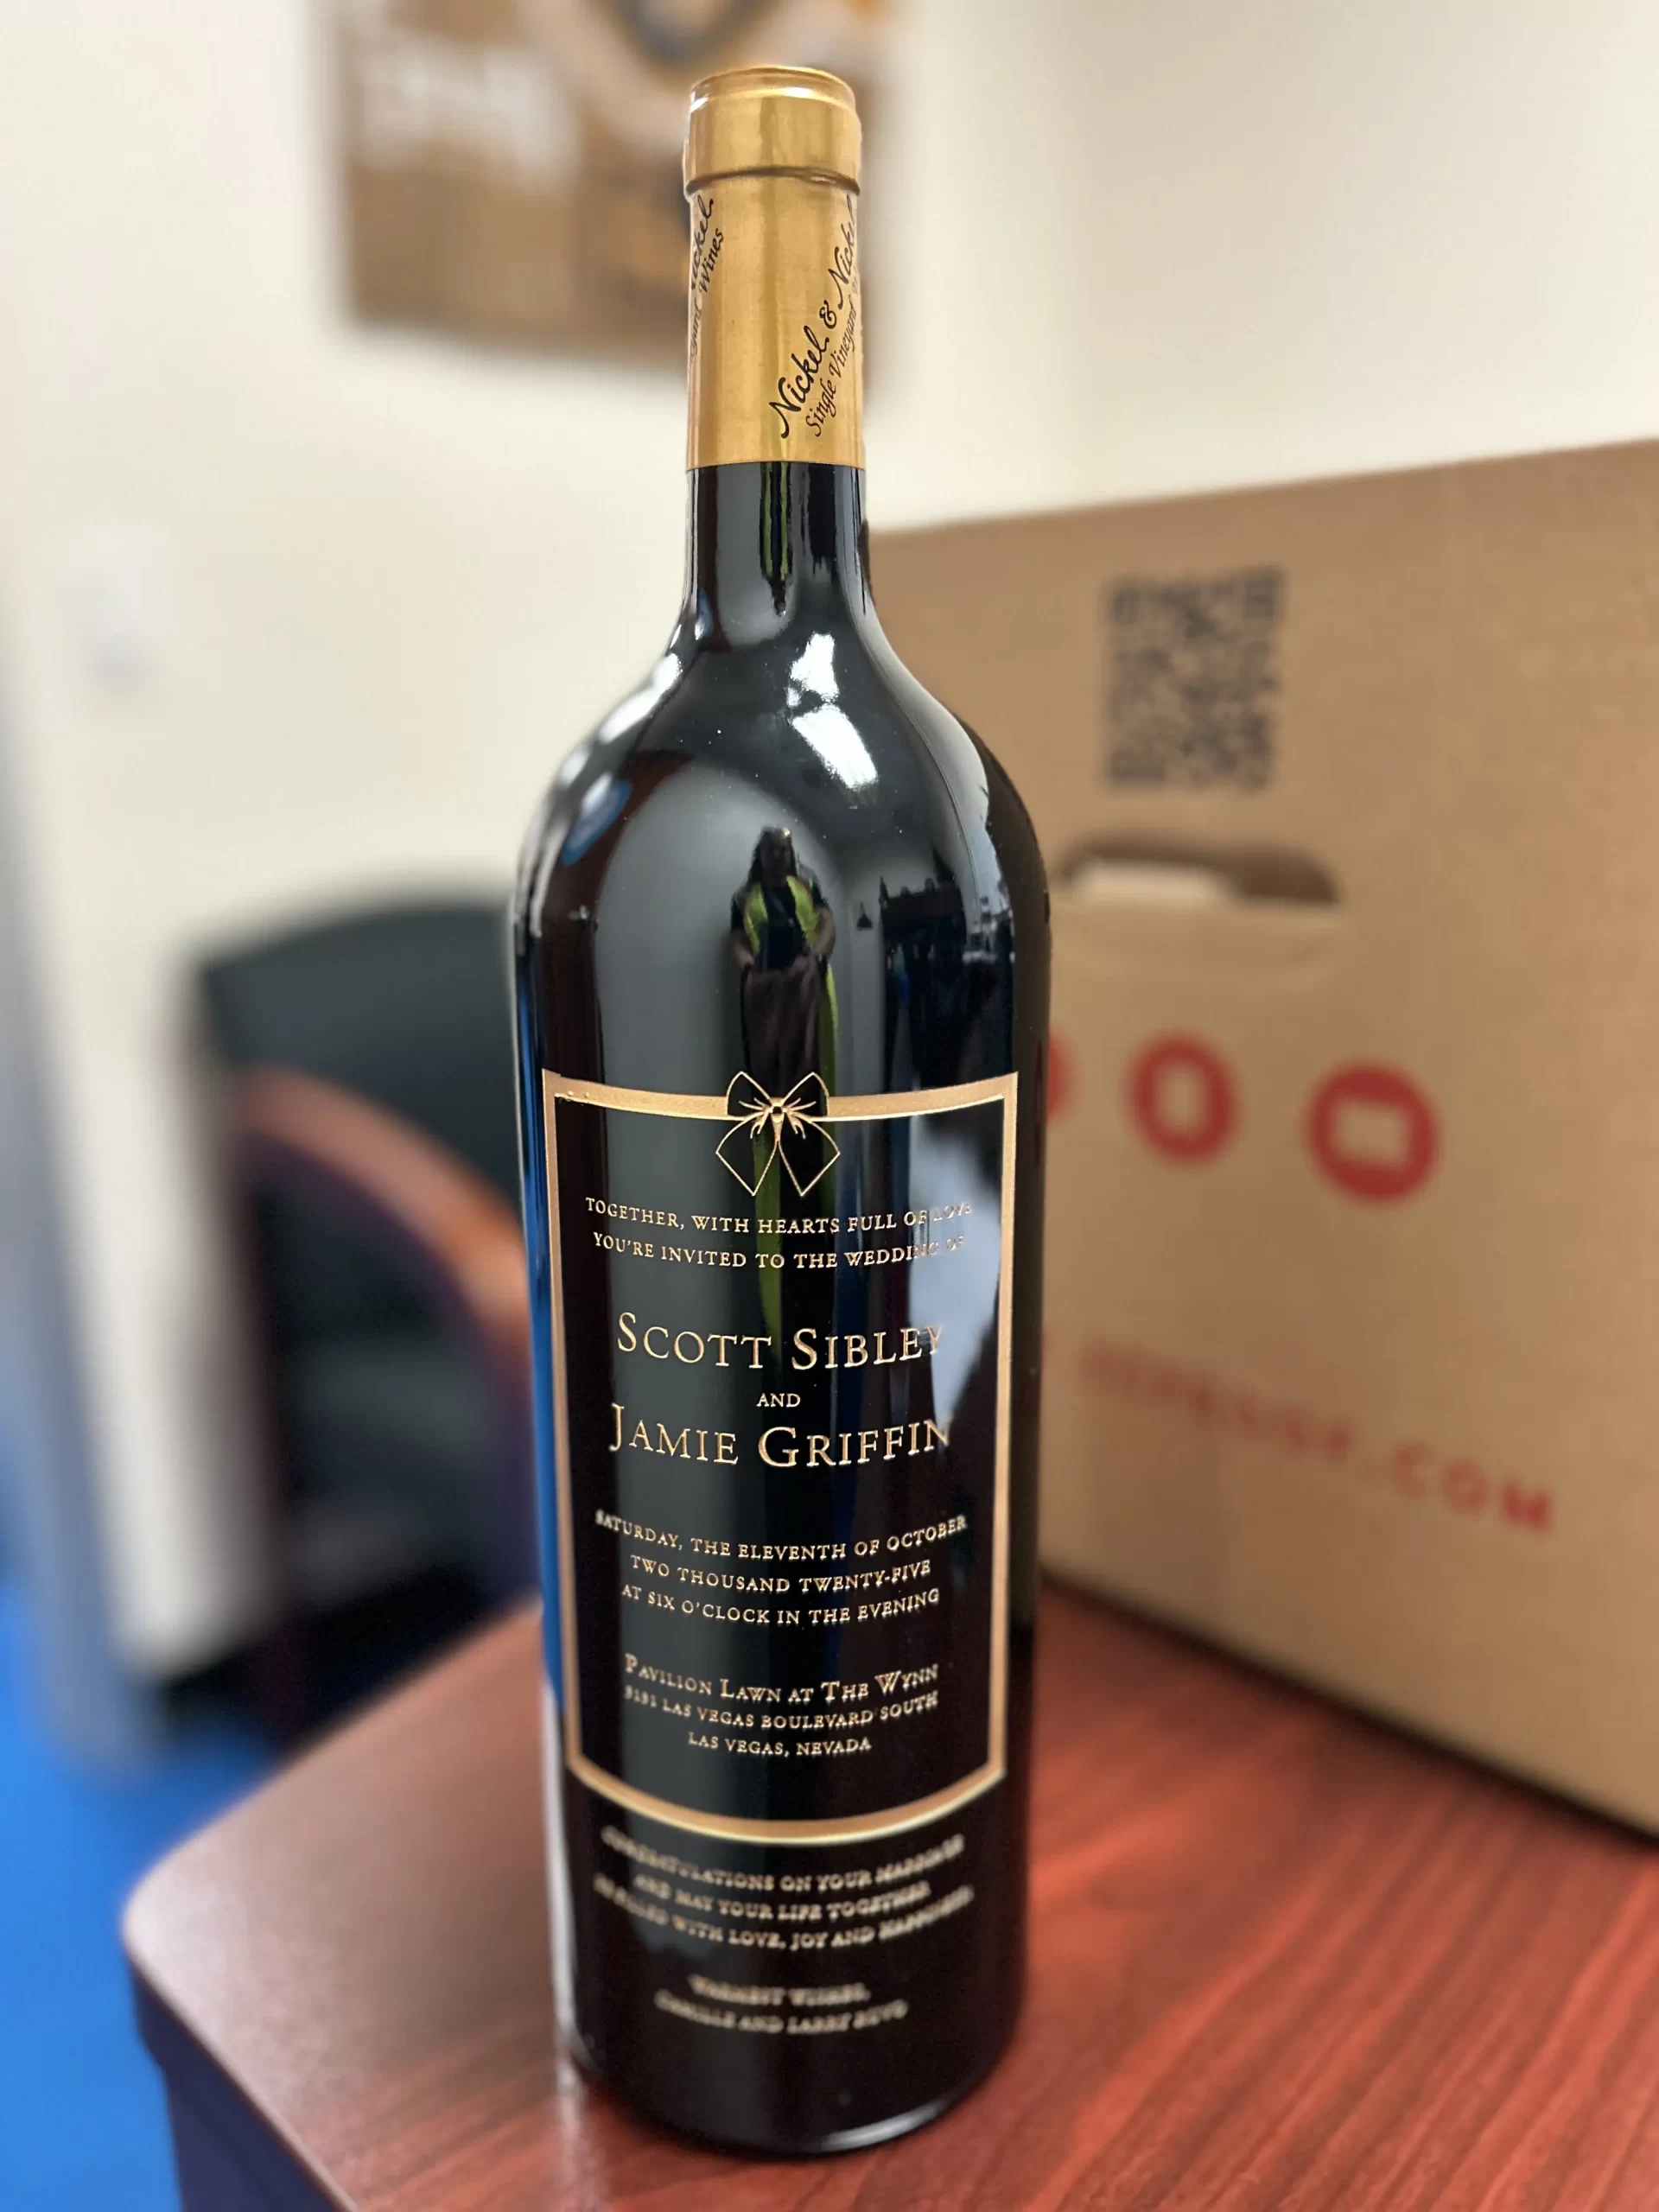 Nickel & Nickel
Single Vineyard
nickel
Wines
TOGETHER, WITH HEARTS FULL OF LOVE
YOU'RE INVITED TO THE WEDDING OF
SCOTT SIBLEY
AND
JAMIE GRIFFIN
SATURDAY, THE ELEVENTH OF OCTOBER
TWO THOUSAND TWENTY-FIVE
AT SIX O'CLOCK IN THE EVENING
PAVILION LAWN AT THE WYNN
3131 LAS VEGAS BOULEVARD SOUTH
LAS VEGAS, NEVADA
CONGRATULATIONS ON YOUR MARRIAGE
AND MAY YOUR LIFE TOGETHER
BE FILLED WITH LOVE, JOY AND HAPPINESS.
WARMEST WISHES,
AND LARRY
.COM